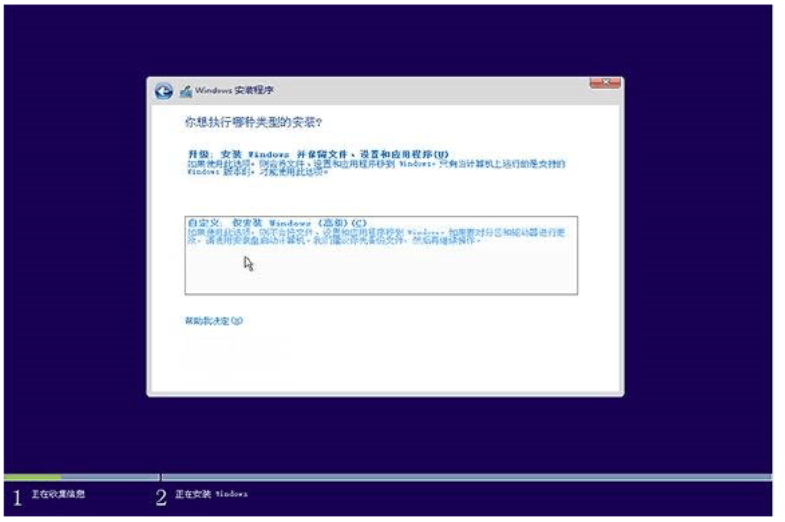 Windows 安装程序
你想执行哪种类型的安装?
升级: 安装 Windows 并保留文件、设置和应用程序(U)
如果使用此选项，则会将文件、设置和应用程序移到 Windows。只有当计算机上运行的是支持的
Windows 版本时，才能使用此选项。
自定义: 仅安装 Windows (高级)(C)
如果使用此选项，则不会将文件、设置和应用程序移到 Windows。如果要对分区和驱动器进行更
改，请使用安装盘启动计算机。我们建议你先备份文件，然后再继续操作。
帮助我决定(W)
1 正在收集信息
2 正在安装 Windows